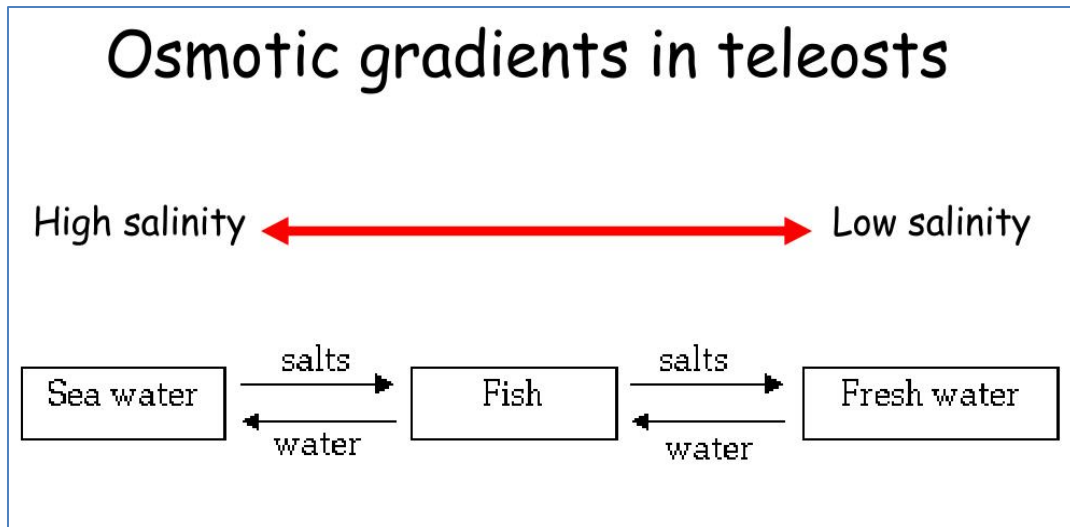 Osmotic gradients in teleosts
High salinity
Low salinity
salts
salts
Sea water
Fish
Fresh water
water
water